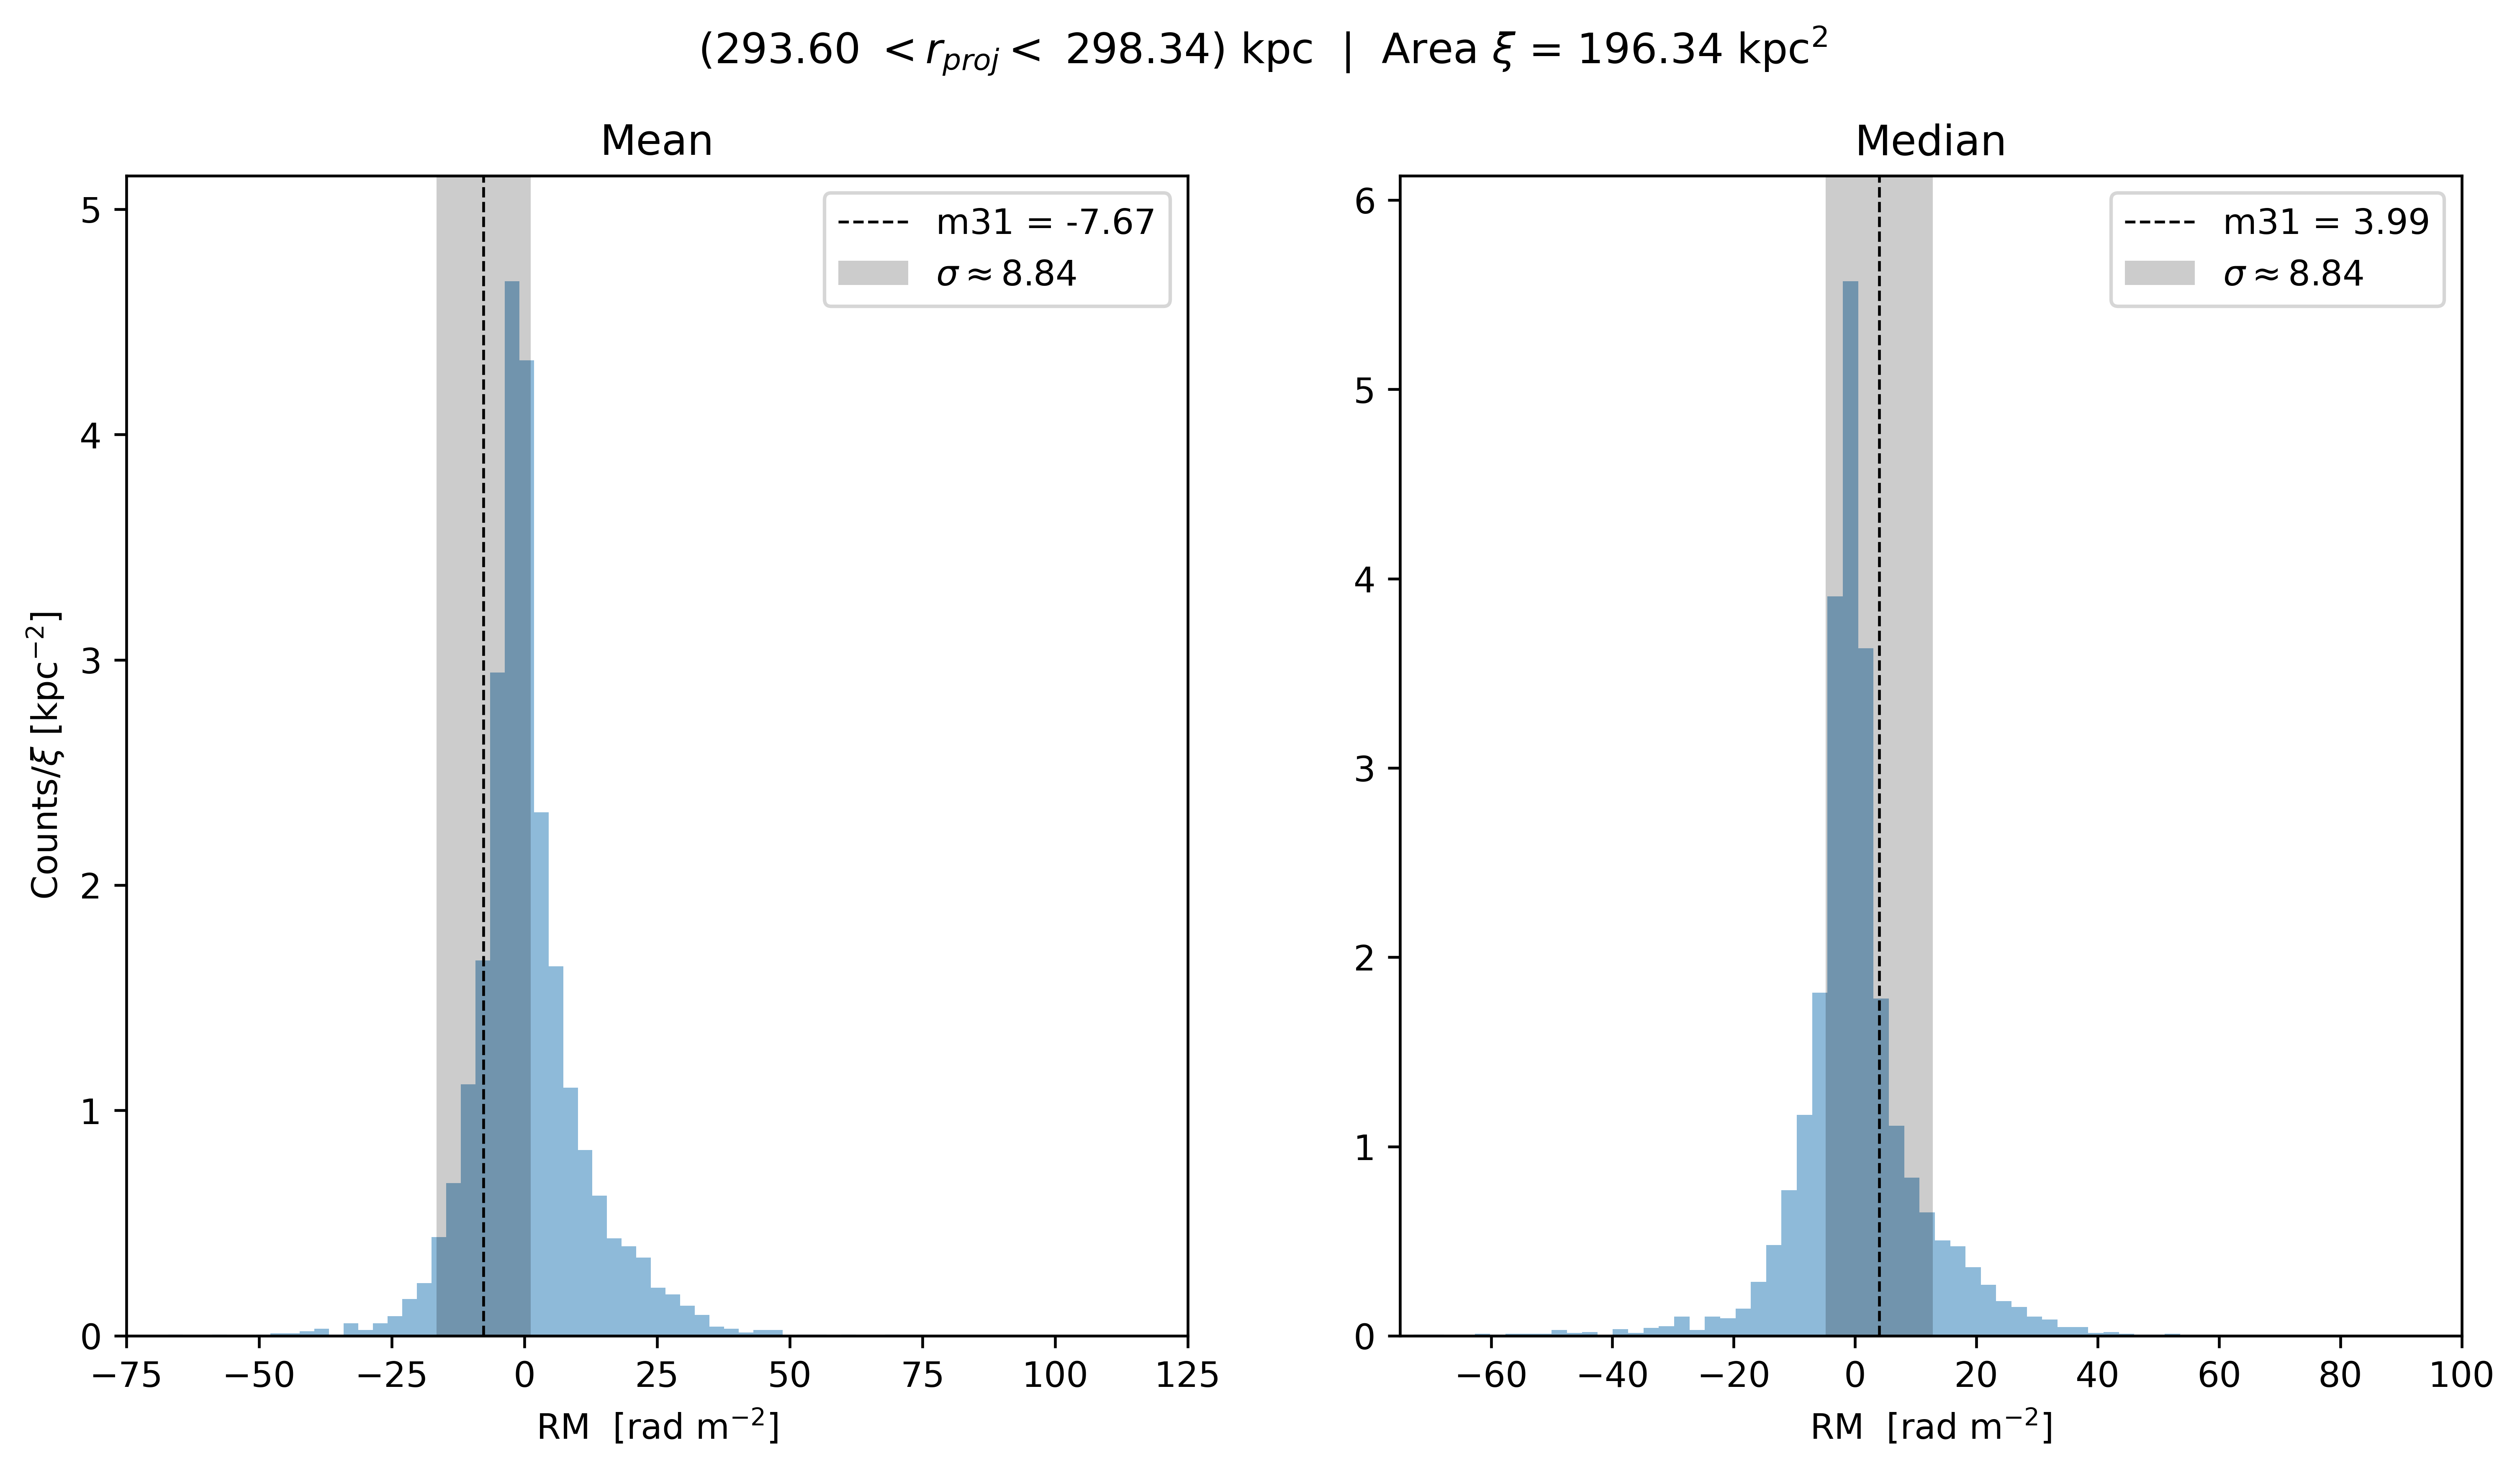 (293.60 < r_proj < 298.34) kpc | Area ξ = 196.34 kpc²
Mean
m31 = -7.67
σ ≈ 8.84
5
4
3
2
1
0
Counts/ξ [kpc⁻²]
−75 −50 −25 0 25 50 75 100 125
RM [rad m⁻²]
Median
m31 = 3.99
σ ≈ 8.84
6
5
4
3
2
1
0
−60 −40 −20 0 20 40 60 80 100
RM [rad m⁻²]